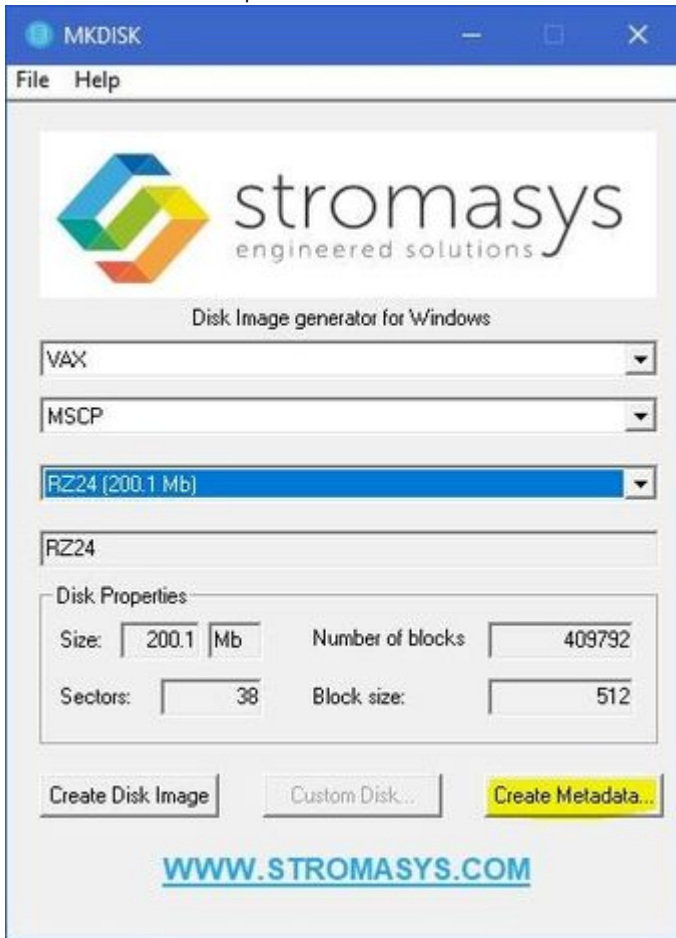 MKDISK
File Help
stromasys
engineered solutions
Disk Image generator for Windows
VAX
MSCP
RZ24 (200.1 Mb)
RZ24
Disk Properties
Size: 200.1 Mb Number of blocks 409792
Sectors: 38 Block size: 512
Create Disk Image Custom Disk... Create Metadata...
WWW.STROMASYS.COM